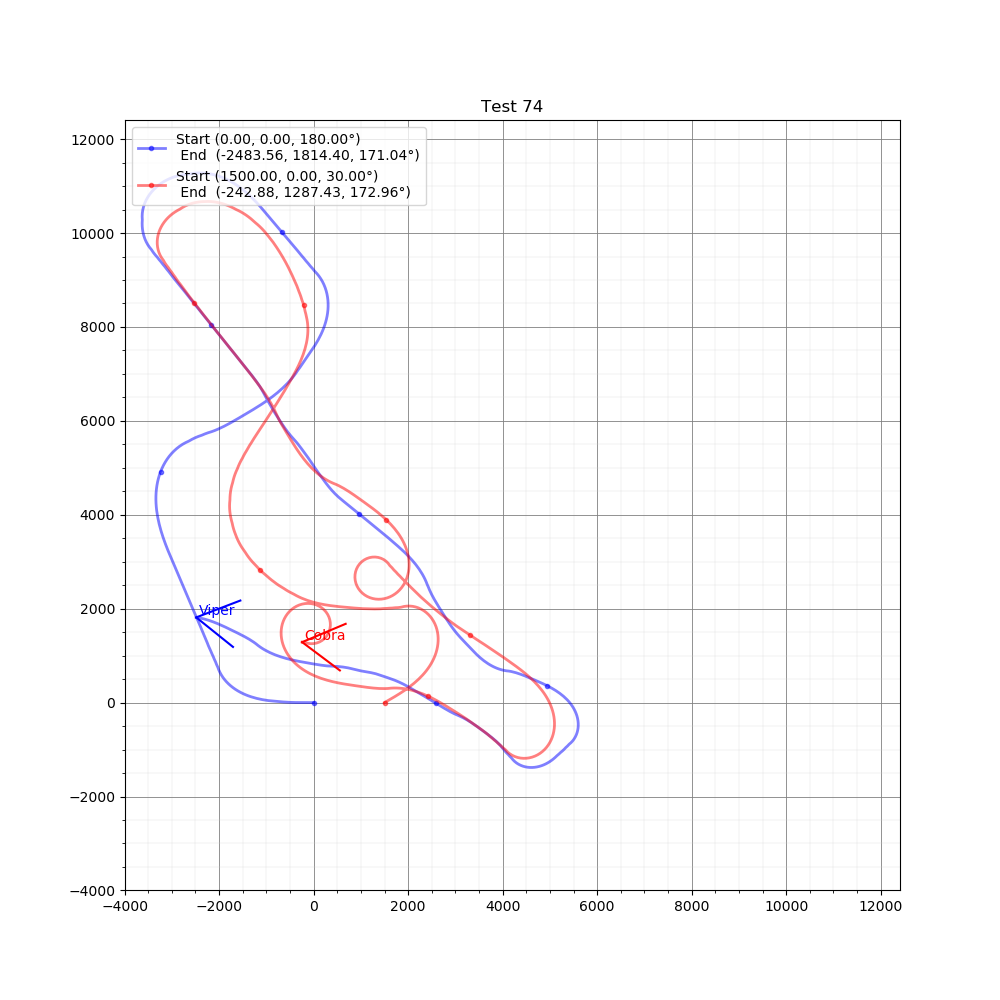 Test 74
Start (0.00, 0.00, 180.00°)
End  (-2483.56, 1814.40, 171.04°)
Start (1500.00, 0.00, 30.00°)
End  (-242.88, 1287.43, 172.96°)
12000
10000
8000
6000
4000
2000
0
−2000
−4000
Viper
Cobra
−4000 −2000 0 2000 4000 6000 8000 10000 12000